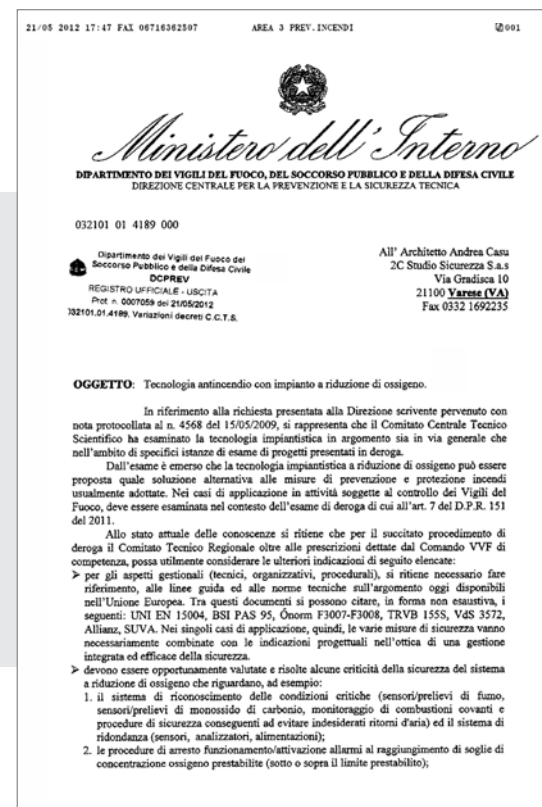 21/05 2012 17:47 FAX 06716362507 AREA 3 PREV.INCENDI 001
Ministero dell'Interno
DIPARTIMENTO DEI VIGILI DEL FUOCO, DEL SOCCORSO PUBBLICO E DELLA DIFESA CIVILE
DIREZIONE CENTRALE PER LA PREVENZIONE E LA SICUREZZA TECNICA
032101 01 4189 000
Dipartimento dei Vigili del Fuoco del
Soccorso Pubblico e della Difesa Civile
DCPREV
REGISTRO UFFICIALE - USCITA
Prot. n. 0007059 del 21/05/2012
032101.01.4189. Variazioni decreti C.C.T.S.
All' Architetto Andrea Casu
2C Studio Sicurezza S.a.s
Via Gradisca 10
21100 Varese (VA)
Fax 0332 1692235
OGGETTO: Tecnologia antincendio con impianto a riduzione di ossigeno.
In riferimento alla richiesta presentata alla Direzione scrivente pervenuto con
nota protocollata al n. 4568 del 15/05/2009, si rappresenta che il Comitato Centrale Tecnico
Scientifico ha esaminato la tecnologia impiantistica in argomento sia in via generale che
nell'ambito di specifici istanze di esame di progetti presentati in deroga.
Dall'esame è emerso che la tecnologia impiantistica a riduzione di ossigeno può essere
proposta quale soluzione alternativa alle misure di prevenzione e protezione incendi
usualmente adottate. Nei casi di applicazione in attività soggette al controllo dei Vigili del
Fuoco, deve essere esaminata nel contesto dell'esame di deroga di cui all'art. 7 del D.P.R. 151
del 2011.
Allo stato attuale delle conoscenze si ritiene che per il succitato procedimento di
deroga il Comitato Tecnico Regionale oltre alle prescrizioni dettate dal Comando VVF di
competenza, possa utilmente considerare le ulteriori indicazioni di seguito elencate:
➢ per gli aspetti gestionali (tecnici, organizzativi, procedurali), si ritiene necessario fare
riferimento, alle linee guida ed alle norme tecniche sull'argomento oggi disponibili
nell'Unione Europea. Tra questi documenti si possono citare, in forma non esaustiva, i
seguenti: UNI EN 15004, BSI PAS 95, Önorm F3007-F3008, TRVB 155S, VdS 3572,
Allianz, SUVA. Nei singoli casi di applicazione, quindi, le varie misure di sicurezza vanno
necessariamente combinate con le indicazioni progettuali nell'ottica di una gestione
integrata ed efficace della sicurezza.
➢ devono essere opportunamente valutate e risolte alcune criticità della sicurezza del sistema
a riduzione di ossigeno che riguardano, ad esempio:
1. il sistema di riconoscimento delle condizioni critiche (sensori/prelievi di fumo,
sensori/prelievi di monossido di carbonio, monitoraggio di combustioni covanti e
procedure di sicurezza conseguenti ad evitare indesiderati ritorni d'aria) ed il sistema di
ridondanza (sensori, analizzatori, alimentazioni);
2. le procedure di arresto funzionamento/attivazione allarmi al raggiungimento di soglie di
concentrazione ossigeno prestabilite (sotto o sopra il limite prestabilito);